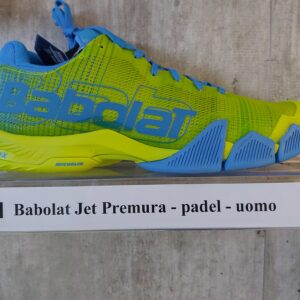 Babolat
MICHELIN
Babolat Jet Premura - padel - uomo